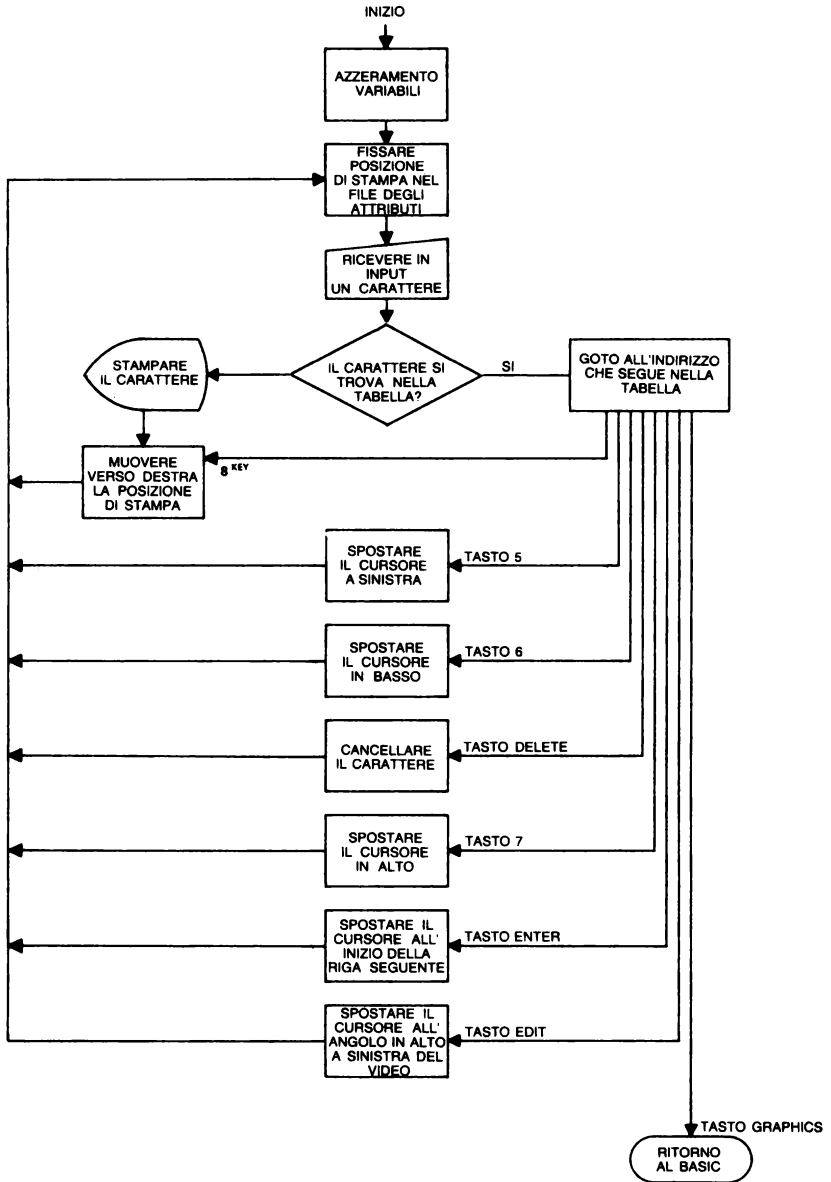 INIZIO
AZZERAMENTO
VARIABILI
FISSARE
POSIZIONE
DI STAMPA NEL
FILE DEGLI
ATTRIBUTI
RICEVERE IN
INPUT
UN CARATTERE
STAMPARE
IL CARATTERE
IL CARATTERE SI
TROVA NELLA
TABELLA?
SI
GOTO ALL'INDIRIZZO
CHE SEGUE NELLA
TABELLA
MUOVERE
VERSO DESTRA
LA POSIZIONE
DI STAMPA
8 KEY
SPOSTARE
IL CURSORE
A SINISTRA
TASTO 5
SPOSTARE
IL CURSORE
IN BASSO
TASTO 6
CANCELLARE
IL CARATTERE
TASTO DELETE
SPOSTARE
IL CURSORE
IN ALTO
TASTO 7
SPOSTARE IL
CURSORE ALL'
INIZIO DELLA
RIGA SEGUENTE
TASTO ENTER
SPOSTARE IL
CURSORE ALL'
ANGOLO IN ALTO
A SINISTRA DEL
VIDEO
TASTO EDIT
TASTO GRAPHICS
RITORNO
AL BASIC